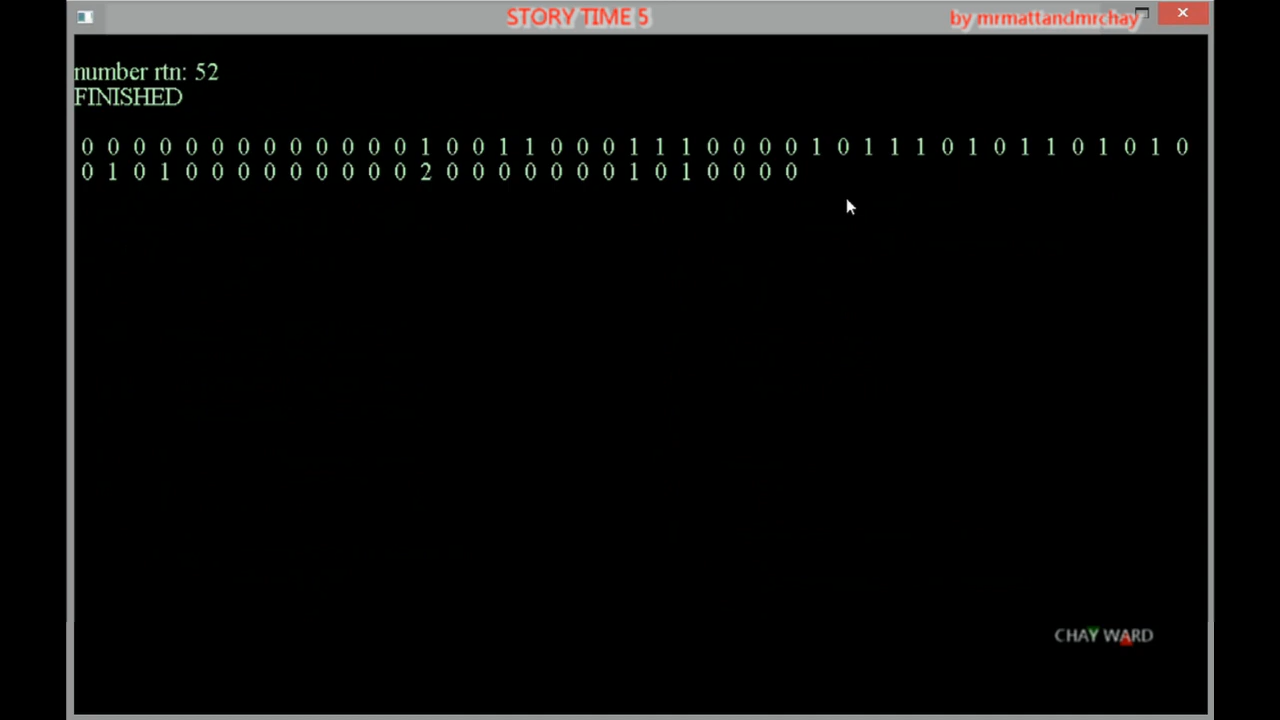 STORY TIME 5
by mrmattandmrchay
number rtn: 52
FINISHED
0 0 0 0 0 0 0 0 0 0 0 0 0 1 0 0 1 1 0 0 0 1 1 1 0 0 0 0 1 0 1 1 1 0 1 0 1 1 0 1 0 1 0
0 1 0 1 0 0 0 0 0 0 0 0 0 2 0 0 0 0 0 0 0 1 0 1 0 0 0 0
CHAY WARD